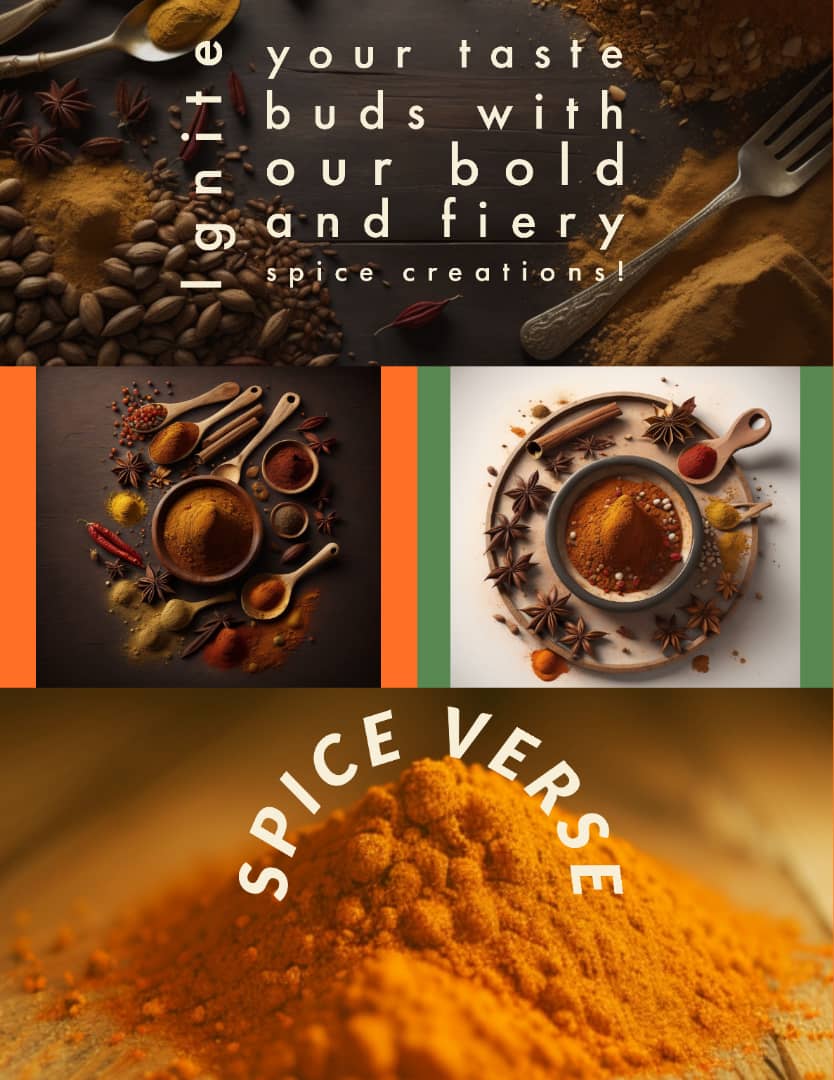 Ignite
your taste
buds with
our bold
and fiery
spice creations!
SPICE VERSE